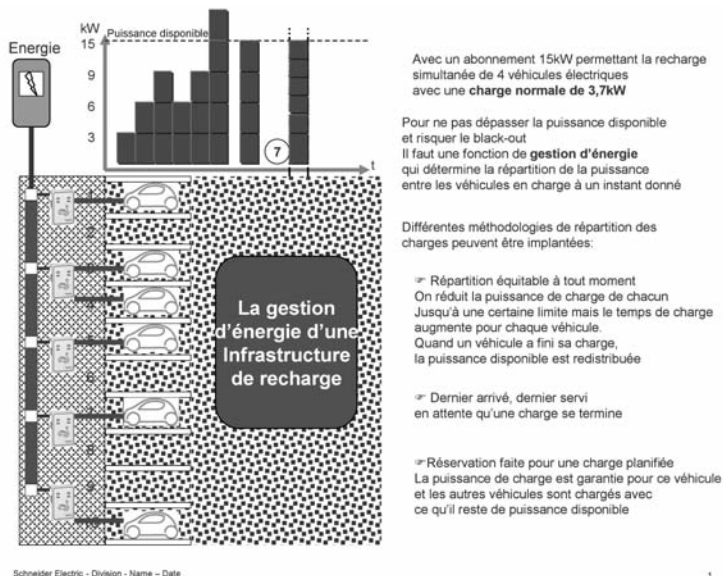 kW
Puissance disponible
Energie
15
9
6
3
7
t
1
2
6
8
9
La gestion
d'énergie d'une
Infrastructure
de recharge
Avec un abonnement 15kW permettant la recharge
simultanée de 4 véhicules électriques
avec une charge normale de 3,7kW
Pour ne pas dépasser la puissance disponible
et risquer le black-out
Il faut une fonction de gestion d'énergie
qui détermine la répartition de la puissance
entre les véhicules en charge à un instant donné
Différentes méthodologies de répartition des
charges peuvent être implantées:
☞ Répartition équitable à tout moment
On réduit la puissance de charge de chacun
Jusqu'à une certaine limite mais le temps de charge
augmente pour chaque véhicule.
Quand un véhicule a fini sa charge,
la puissance disponible est redistribuée
☞ Dernier arrivé, dernier servi
en attente qu'une charge se termine
☞Réservation faite pour une charge planifiée
La puissance de charge est garantie pour ce véhicule
et les autres véhicules sont chargés avec
ce qu'il reste de puissance disponible
Schneider Electric - Division - Name – Date
1